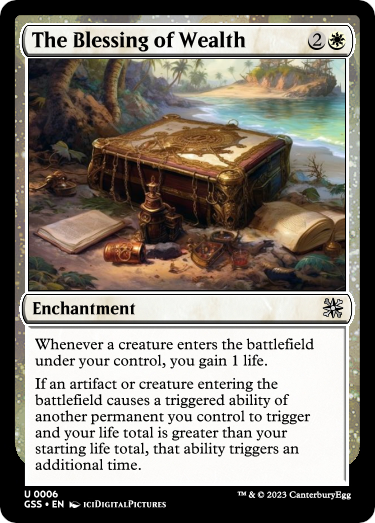 The Blessing of Wealth 2
Enchantment
Whenever a creature enters the battlefield
under your control, you gain 1 life.
If an artifact or creature entering the
battlefield causes a triggered ability of
another permanent you control to trigger
and your life total is greater than your
starting life total, that ability triggers an
additional time.
U 0006
GSS • EN iciDigitalPictures
™ & © 2023 CanterburyEgg